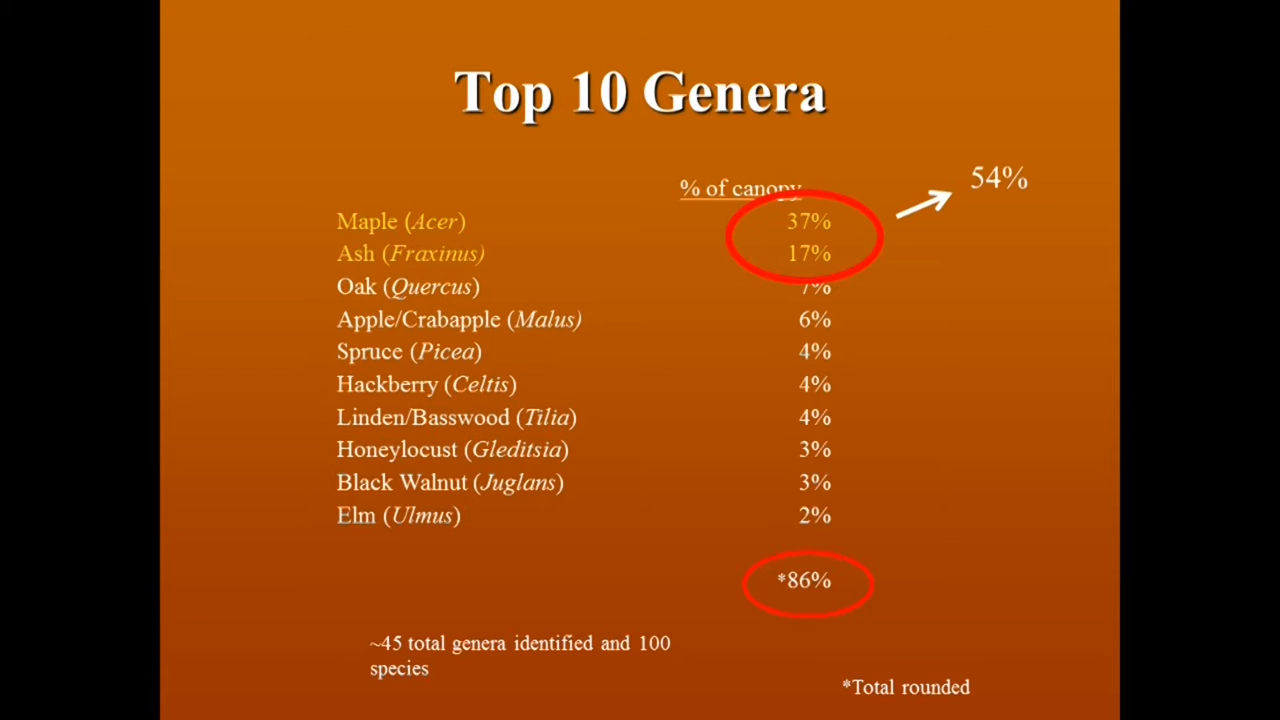 Top 10 Genera
% of canopy
54%
Maple (Acer) 37%
Ash (Fraxinus) 17%
Oak (Quercus) 7%
Apple/Crabapple (Malus) 6%
Spruce (Picea) 4%
Hackberry (Celtis) 4%
Linden/Basswood (Tilia) 4%
Honeylocust (Gleditsia) 3%
Black Walnut (Juglans) 3%
Elm (Ulmus) 2%
*86%
~45 total genera identified and 100
species
*Total rounded